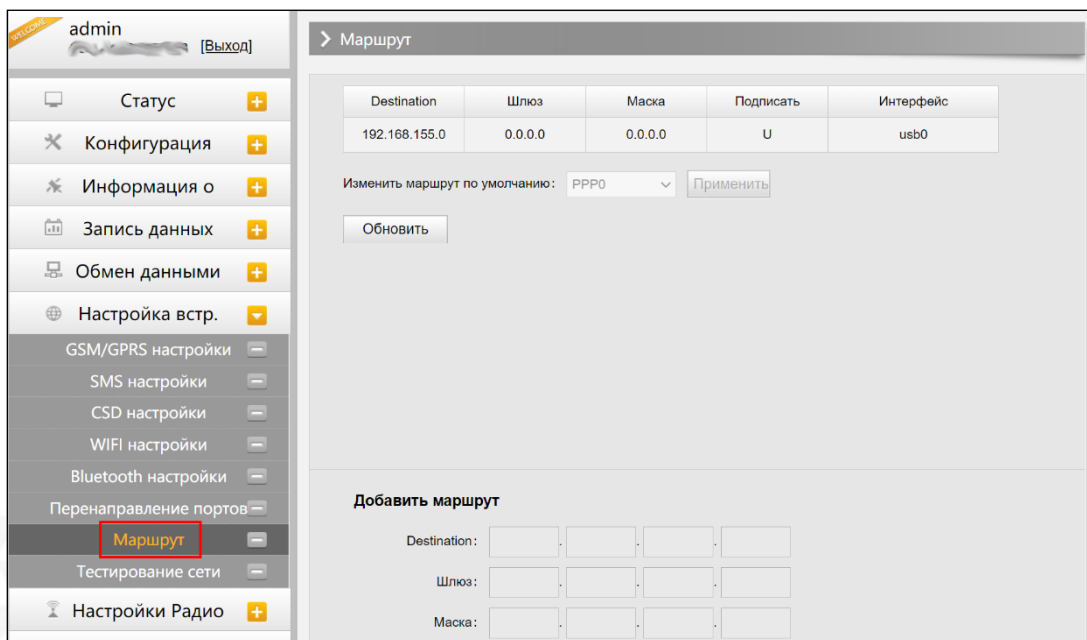 WELCOME
admin
[Выход]
Статус
Конфигурация
Информация о
Запись данных
Обмен данными
Настройка встр.
GSM/GPRS настройки
SMS настройки
CSD настройки
WIFI настройки
Bluetooth настройки
Перенаправление портов
Маршрут
Тестирование сети
Настройки Радио
Маршрут
Destination Шлюз Маска Подписать Интерфейс
192.168.155.0 0.0.0.0 0.0.0.0 U usb0
Изменить маршрут по умолчанию: PPP0 Применить
Обновить
Добавить маршрут
Destination: . . .
Шлюз: . . .
Маска: . . .